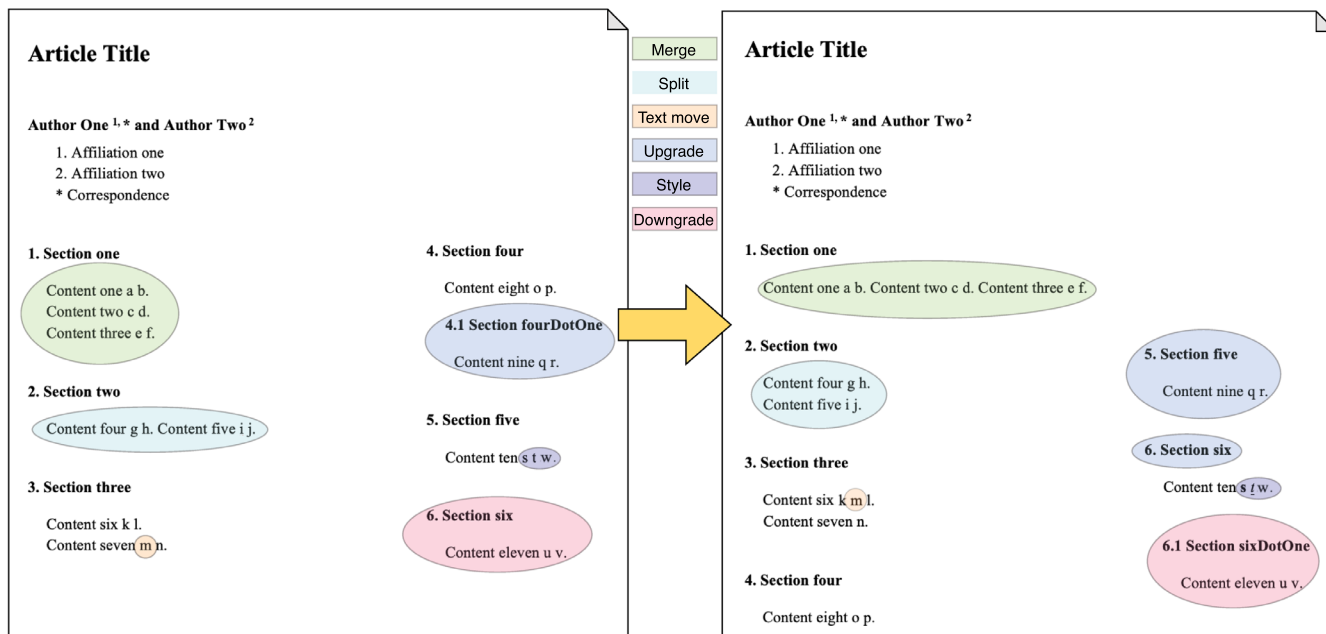 Article Title
Author One 1, * and Author Two 2
1. Affiliation one
2. Affiliation two
* Correspondence
1. Section one
Content one a b.
Content two c d.
Content three e f.
2. Section two
Content four g h. Content five i j.
3. Section three
Content six k l.
Content seven m n.
4. Section four
Content eight o p.
4.1 Section fourDotOne
Content nine q r.
5. Section five
Content ten s t w.
6. Section six
Content eleven u v.
Merge
Split
Text move
Upgrade
Style
Downgrade
Article Title
Author One 1, * and Author Two 2
1. Affiliation one
2. Affiliation two
* Correspondence
1. Section one
Content one a b. Content two c d. Content three e f.
2. Section two
Content four g h.
Content five i j.
3. Section three
Content six k m l.
Content seven n.
4. Section four
Content eight o p.
5. Section five
Content nine q r.
6. Section six
Content ten s t w.
6.1 Section sixDotOne
Content eleven u v.